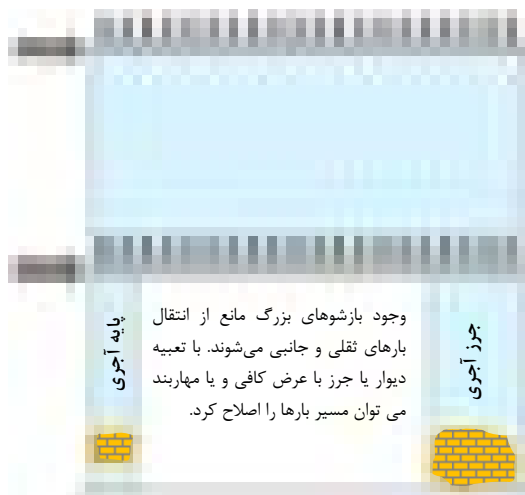 وجود بازشوهای بزرگ مانع از انتقال
بارهای ثقلی و جانبی می‌شوند. با تعبیه
دیوار یا جرز با عرض کافی و یا مهاربند
می توان مسیر بارها را اصلاح کرد.
جرز آجری
پایه آجری